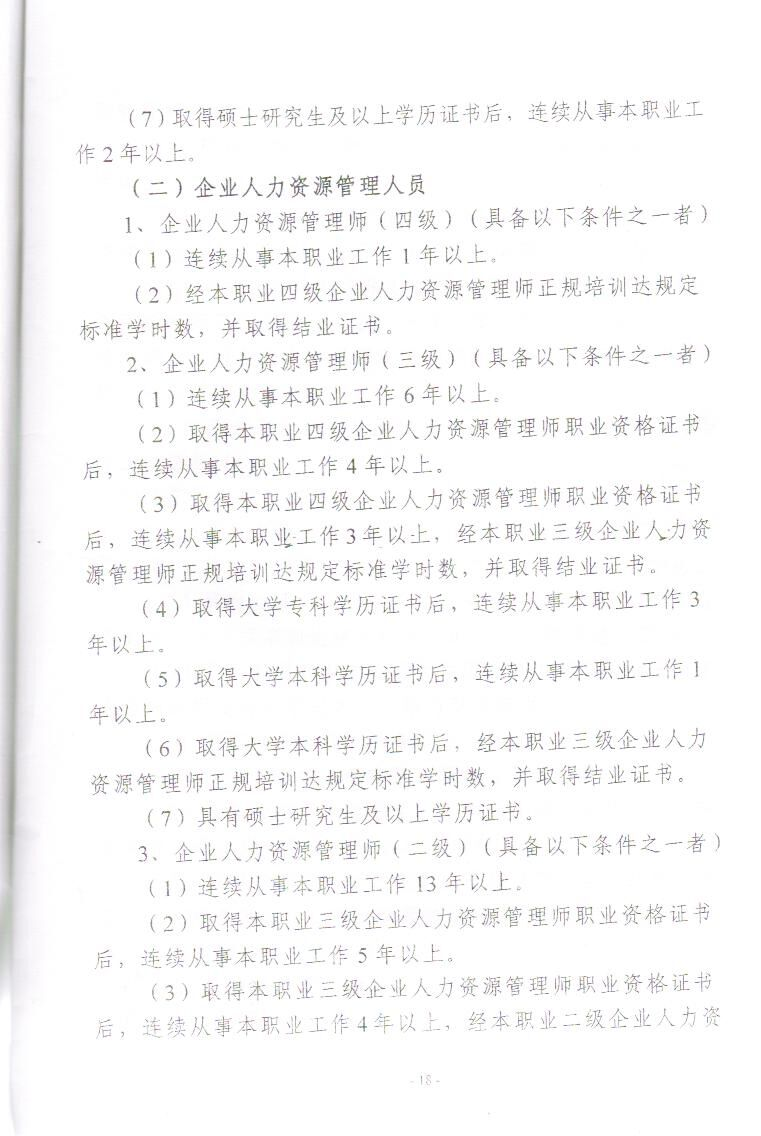 （7）取得硕士研究生及以上学历证书后，连续从事本职业工
作2年以上。
（二）企业人力资源管理人员
1、企业人力资源管理师（四级）（具备以下条件之一者）
（1）连续从事本职业工作1年以上。
（2）经本职业四级企业人力资源管理师正规培训达规定
标准学时数，并取得结业证书。
2、企业人力资源管理师（三级）（具备以下条件之一者）
（1）连续从事本职业工作6年以上。
（2）取得本职业四级企业人力资源管理师职业资格证书
后，连续从事本职业工作4年以上。
（3）取得本职业四级企业人力资源管理师职业资格证书
后，连续从事本职业工作3年以上，经本职业三级企业人力资
源管理师正规培训达规定标准学时数，并取得结业证书。
（4）取得大学专科学历证书后，连续从事本职业工作3
年以上。
（5）取得大学本科学历证书后，连续从事本职业工作1
年以上。
（6）取得大学本科学历证书后，经本职业三级企业人力
资源管理师正规培训达规定标准学时数，并取得结业证书。
（7）具有硕士研究生及以上学历证书。
3、企业人力资源管理师（二级）（具备以下条件之一者）
（1）连续从事本职业工作13年以上。
（2）取得本职业三级企业人力资源管理师职业资格证书
后，连续从事本职业工作5年以上。
（3）取得本职业三级企业人力资源管理师职业资格证书
后，连续从事本职业工作4年以上，经本职业二级企业人力资
- 18 -